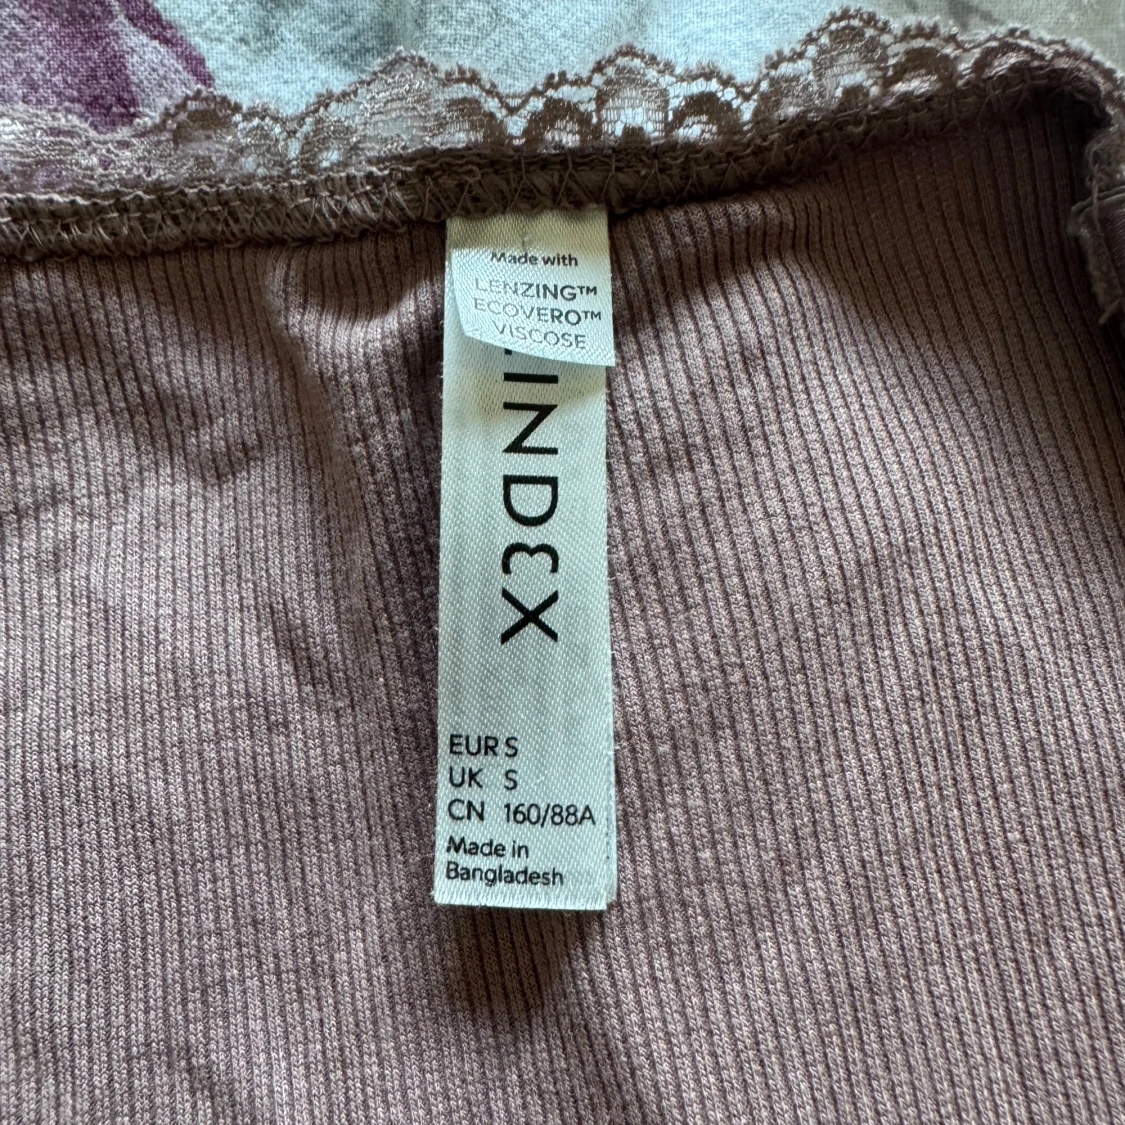 Made with
LENZING™
ECOVERO™
VISCOSE
INDEX
EUR S
UK S
CN 160/88A
Made in
Bangladesh